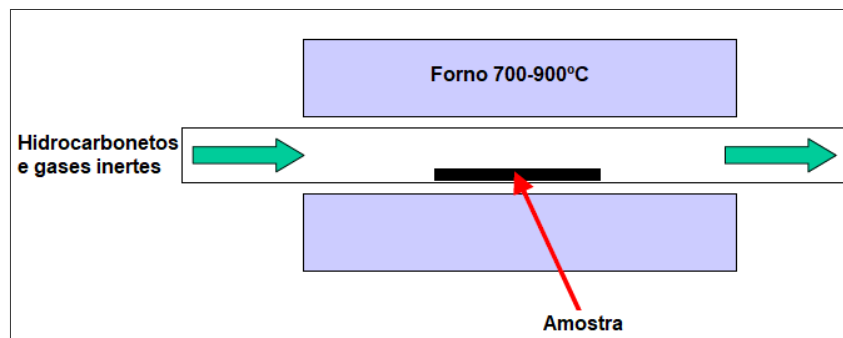 Forno 700-900ºC
Hidrocarbonetos
e gases inertes
Amostra